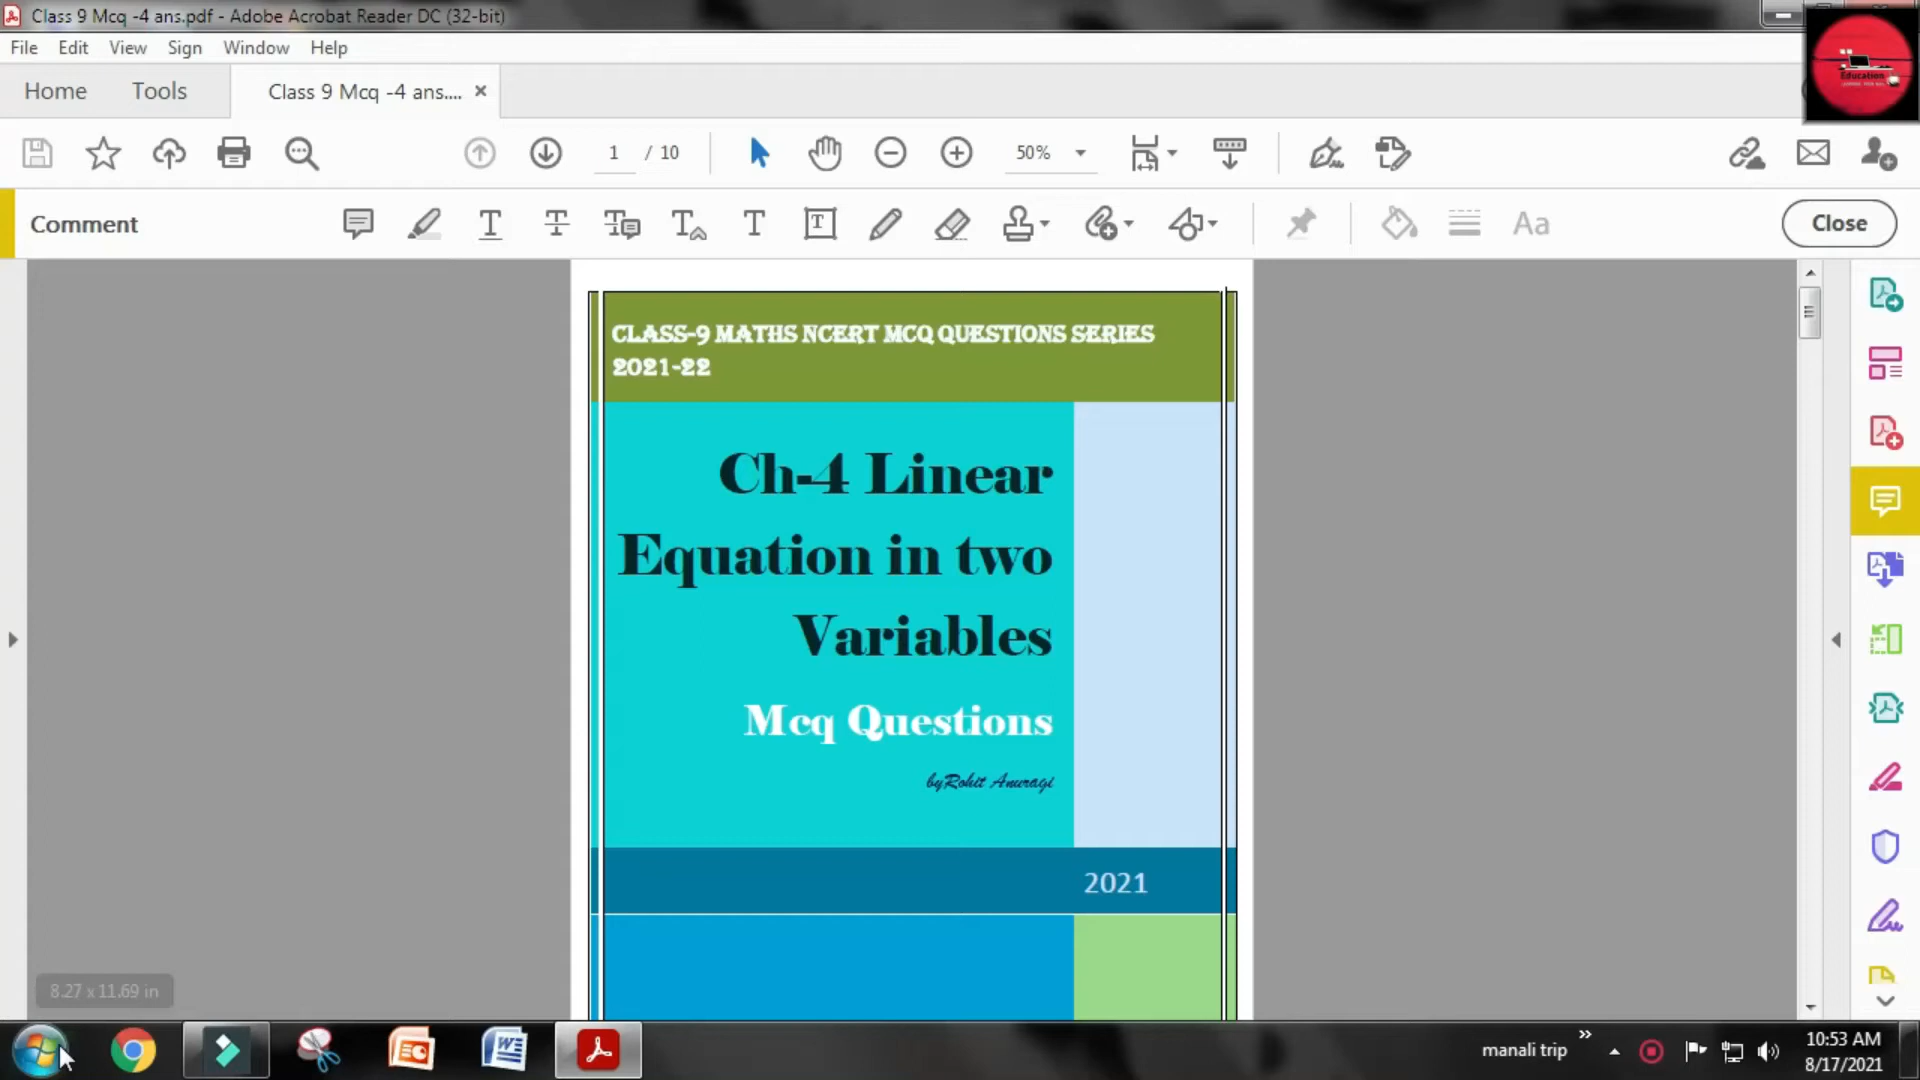 Class 9 Mcq -4 ans.pdf - Adobe Acrobat Reader DC (32-bit)
File Edit View Sign Window Help
Home Tools Class 9 Mcq -4 ans.... ×
1 / 10 50%
Comment Close
CLASS-9 MATHS NCERT MCQ QUESTIONS SERIES
2021-22
Ch-4 Linear
Equation in two
Variables
Mcq Questions
byRohit Anuragi
2021
8.27 x 11.69 in
Education
manali trip
10:53 AM
8/17/2021